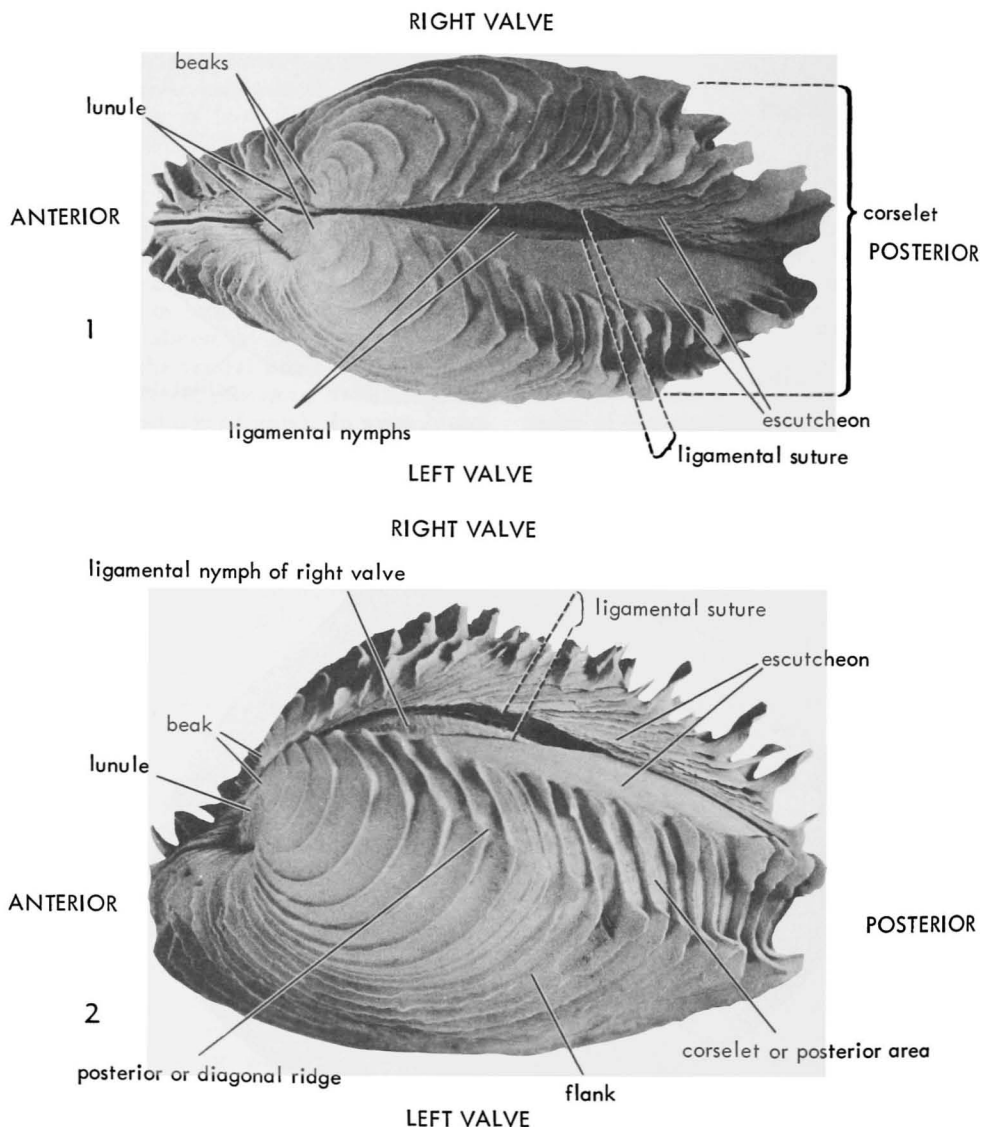 RIGHT VALVE
beaks
lunule
ANTERIOR
corselet
POSTERIOR
1
ligamental nymphs
escutcheon
ligamental suture
LEFT VALVE
RIGHT VALVE
ligamental nymph of right valve
ligamental suture
escutcheon
beak
lunule
ANTERIOR
POSTERIOR
2
corselet or posterior area
posterior or diagonal ridge
flank
LEFT VALVE